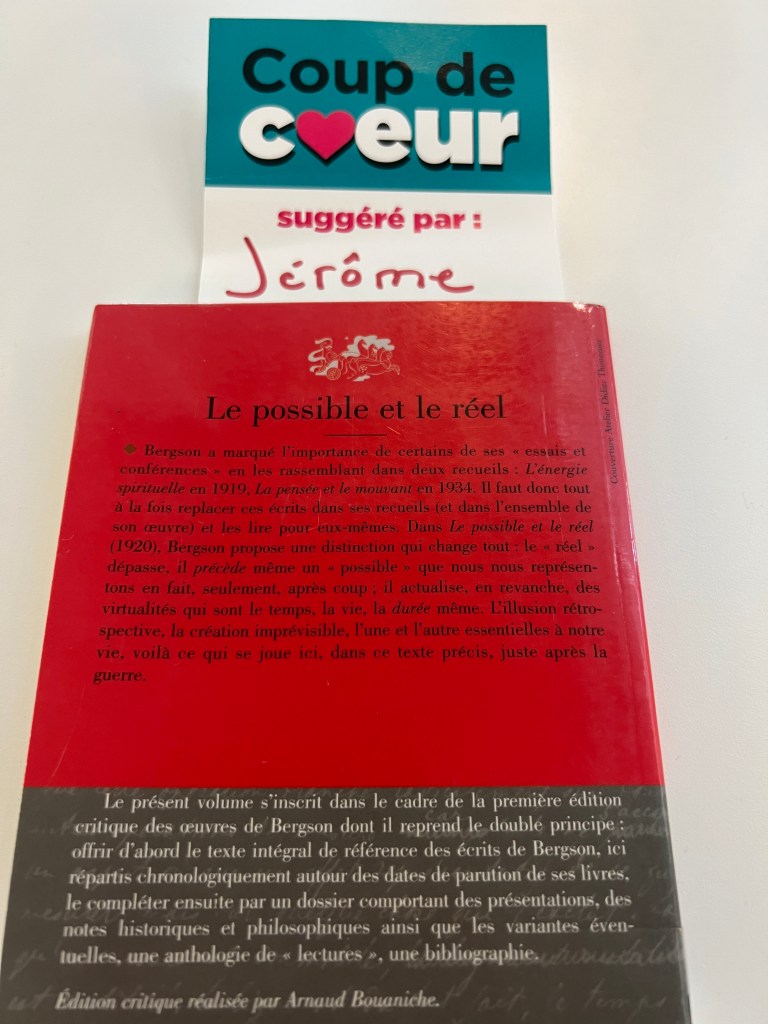 Coup de
cœur
suggéré par :
Jérôme
Le possible et le réel
Bergson a marqué l'importance de certains de ses « essais et
conférences » en les rassemblant dans deux recueils : L'énergie
spirituelle en 1919, La pensée et le mouvant en 1934. Il faut donc tout
à la fois replacer ces écrits dans ses recueils (et dans l'ensemble de
son œuvre) et les lire pour eux-mêmes. Dans Le possible et le réel
(1920), Bergson propose une distinction qui change tout : le « réel »
dépasse, il précède même un « possible » que nous nous représen-
tons en fait, seulement, après coup ; il actualise, en revanche, des
virtualités qui sont le temps, la vie, la durée même. L'illusion rétro-
spective, la création imprévisible, l'une et l'autre essentielles à notre
vie, voilà ce qui se joue ici, dans ce texte précis, juste après la
guerre.
Couverture Atelier Didier Thimonier
Le présent volume s'inscrit dans le cadre de la première édition
critique des œuvres de Bergson dont il reprend le double principe :
offrir d'abord le texte intégral de référence des écrits de Bergson, ici
répartis chronologiquement autour des dates de parution de ses livres,
le compléter ensuite par un dossier comportant des présentations, des
notes historiques et philosophiques ainsi que les variantes éven-
tuelles, une anthologie de « lectures », une bibliographie.
Édition critique réalisée par Arnaud Bouaniche.